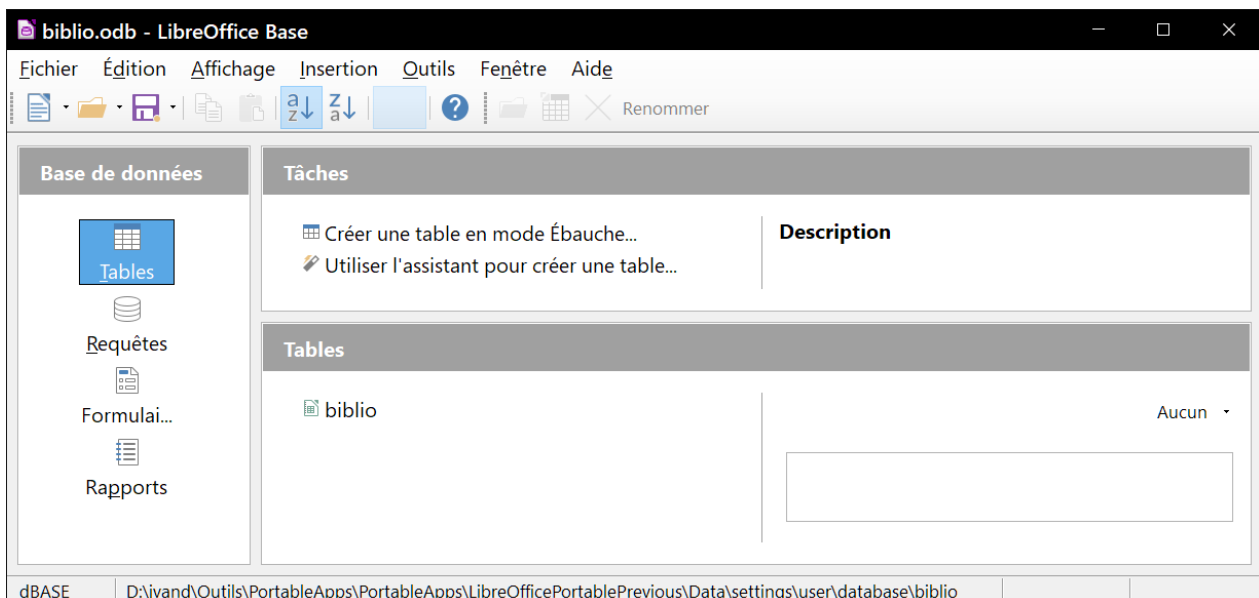 biblio.odb - LibreOffice Base
Fichier Édition Affichage Insertion Outils Fenêtre Aide
Renommer
Base de données
Tables
Requêtes
Formulai...
Rapports
Tâches
Créer une table en mode Ébauche...
Utiliser l'assistant pour créer une table...
Description
Tables
biblio
Aucun
dBASE D:\ivand\Outils\PortableApps\PortableApps\LibreOfficePortablePrevious\Data\settings\user\database\biblio